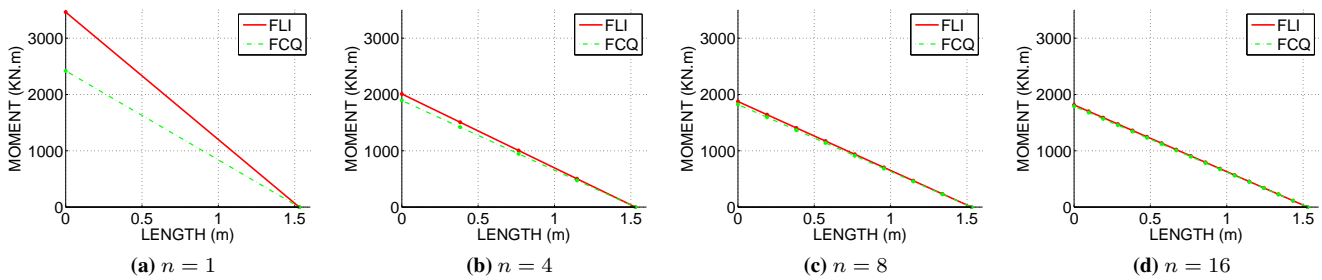 MOMENT (KN.m)
3000
2000
1000
0
0 0.5 1 1.5
LENGTH (m)
FLI
FCQ
(a) n = 1
MOMENT (KN.m)
3000
2000
1000
0
0 0.5 1 1.5
LENGTH (m)
FLI
FCQ
(b) n = 4
MOMENT (KN.m)
3000
2000
1000
0
0 0.5 1 1.5
LENGTH (m)
FLI
FCQ
(c) n = 8
MOMENT (KN.m)
3000
2000
1000
0
0 0.5 1 1.5
LENGTH (m)
FLI
FCQ
(d) n = 16